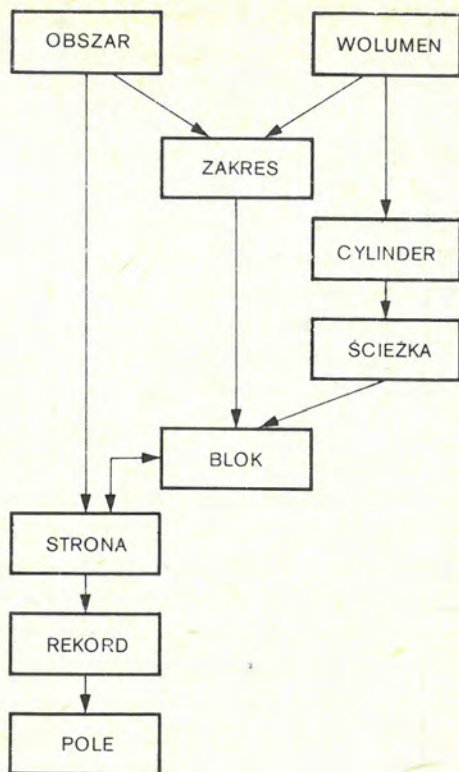 OBSZAR
WOLUMEN
ZAKRES
CYLINDER
ŚCIEŻKA
BLOK
STRONA
REKORD
POLE